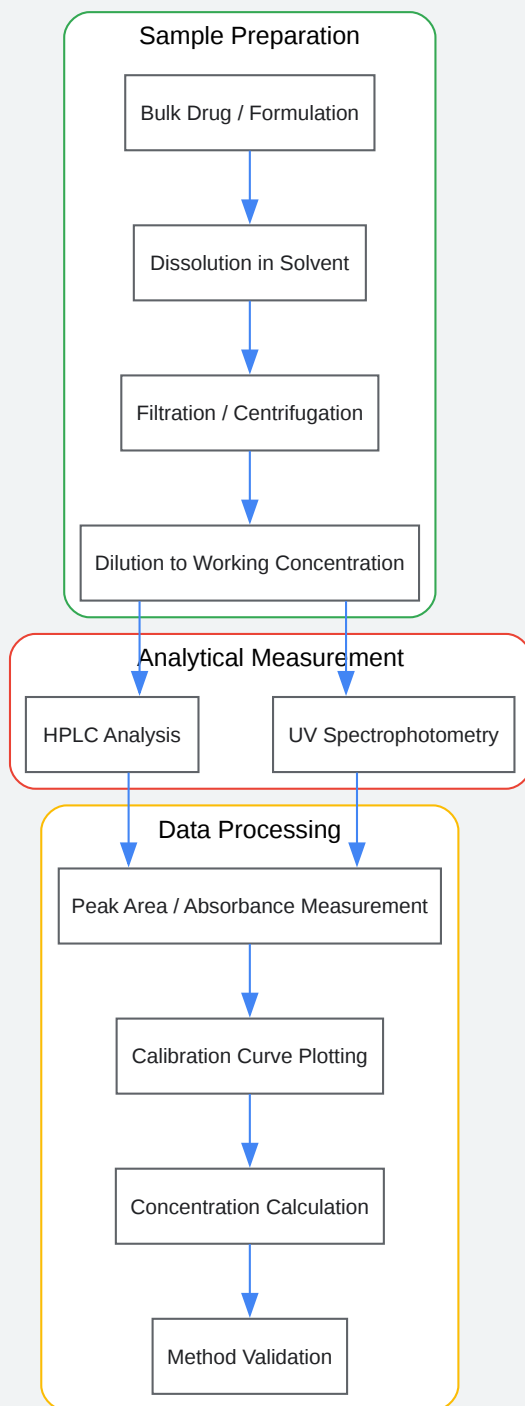 Sample Preparation
Bulk Drug / Formulation
Dissolution in Solvent
Filtration / Centrifugation
Dilution to Working Concentration
Analytical Measurement
HPLC Analysis
UV Spectrophotometry
Data Processing
Peak Area / Absorbance Measurement
Calibration Curve Plotting
Concentration Calculation
Method Validation